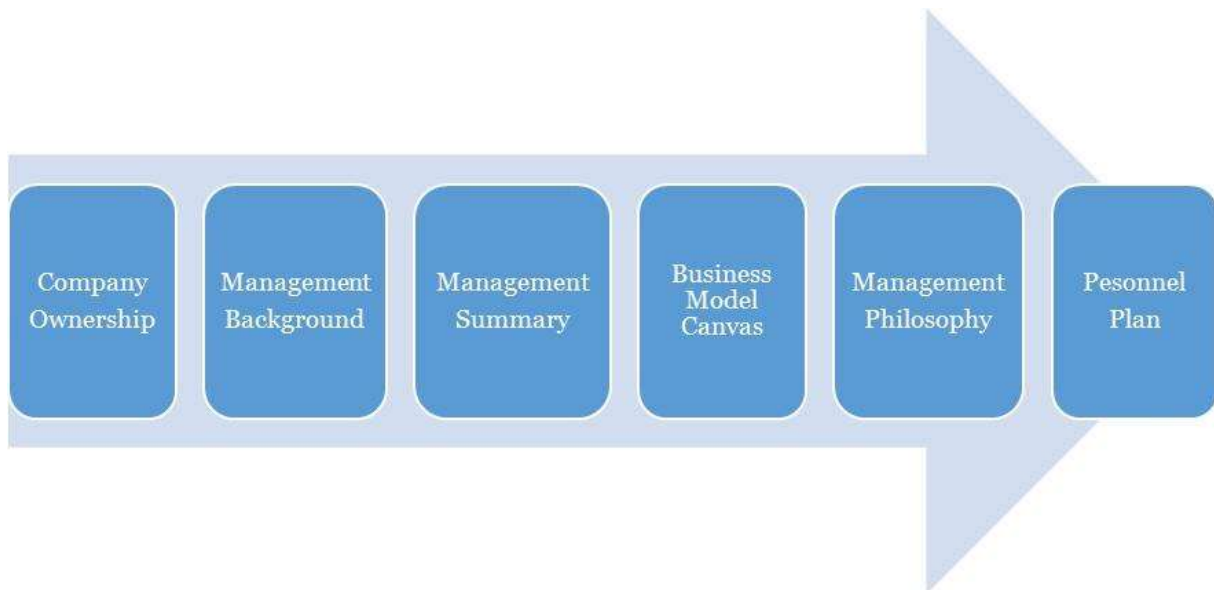 Company
Ownership
Management
Background
Management
Summary
Business
Model
Canvas
Management
Philosophy
Pesonnel
Plan